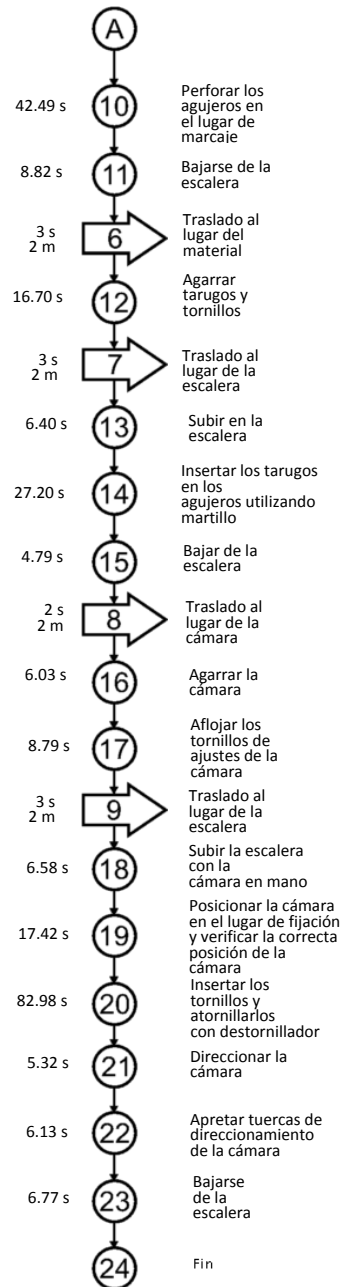 A
42.49 s
10
Perforar los
agujeros en
el lugar de
marcaje
8.82 s
11
Bajarse de la
escalera
3 s
2 m
6
Traslado al
lugar del
material
16.70 s
12
Agarrar
tarugos y
tornillos
3 s
2 m
7
Traslado al
lugar de la
escalera
6.40 s
13
Subir en la
escalera
27.20 s
14
Insertar los tarugos
en los
agujeros utilizando
martillo
4.79 s
15
Bajar de la
escalera
2 s
2 m
8
Traslado al
lugar de la
cámara
6.03 s
16
Agarrar la
cámara
8.79 s
17
Aflojar los
tornillos de
ajustes de la
cámara
3 s
2 m
9
Traslado al
lugar de la
escalera
6.58 s
18
Subir la escalera
con la
cámara en mano
17.42 s
19
Posicionar la cámara
en el lugar de fijación
y verificar la correcta
posición de la
cámara
82.98 s
20
Insertar los
tornillos y
atornillarlos
con destornillador
5.32 s
21
Direccionar la
cámara
6.13 s
22
Apretar tuercas de
direccionamiento
de la cámara
6.77 s
23
Bajarse
de la
escalera
24
Fin